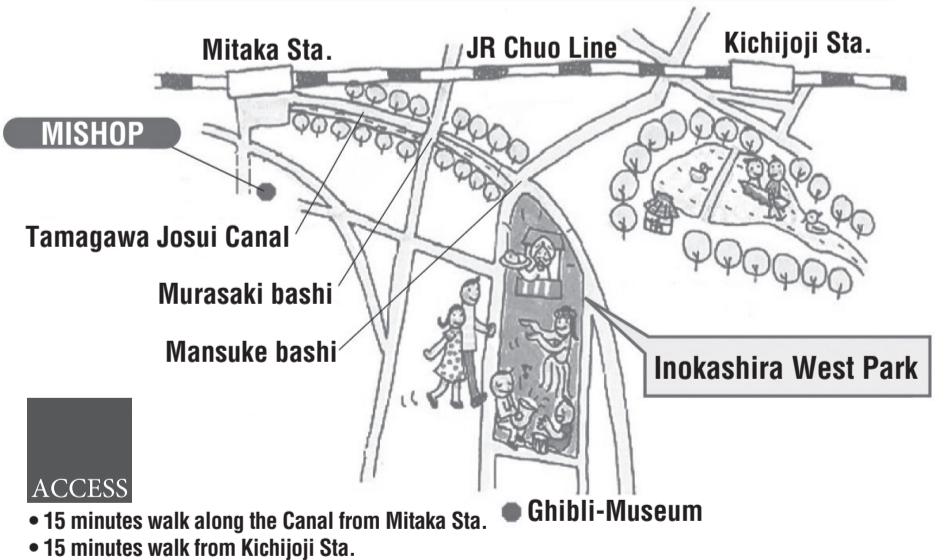 Mitaka Sta.
JR Chuo Line
Kichijoji Sta.
MISHOP
Tamagawa Josui Canal
Murasaki bashi
Mansuke bashi
Inokashira West Park
ACCESS
Ghibli-Museum
• 15 minutes walk along the Canal from Mitaka Sta.
• 15 minutes walk from Kichijoji Sta.